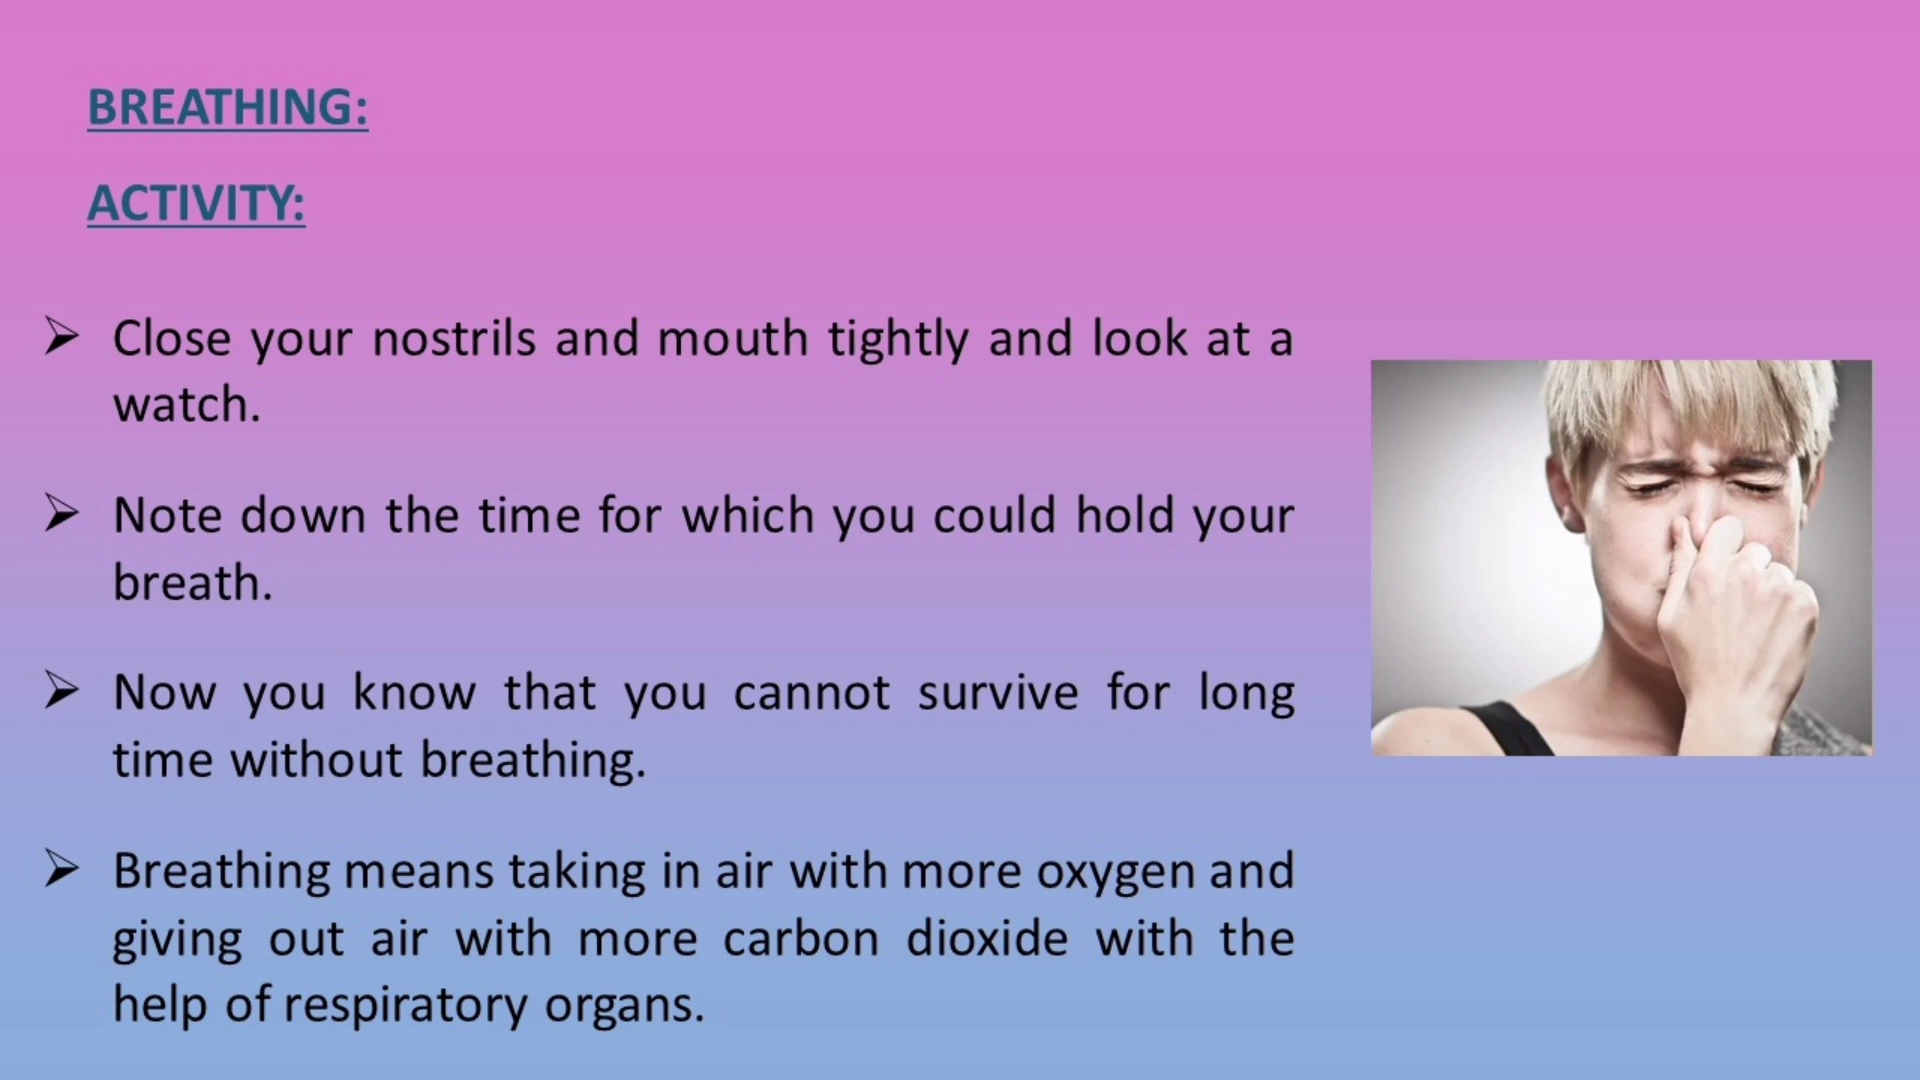 BREATHING:
ACTIVITY:
Close your nostrils and mouth tightly and look at a
watch.
Note down the time for which you could hold your
breath.
Now you know that you cannot survive for long
time without breathing.
Breathing means taking in air with more oxygen and
giving out air with more carbon dioxide with the
help of respiratory organs.